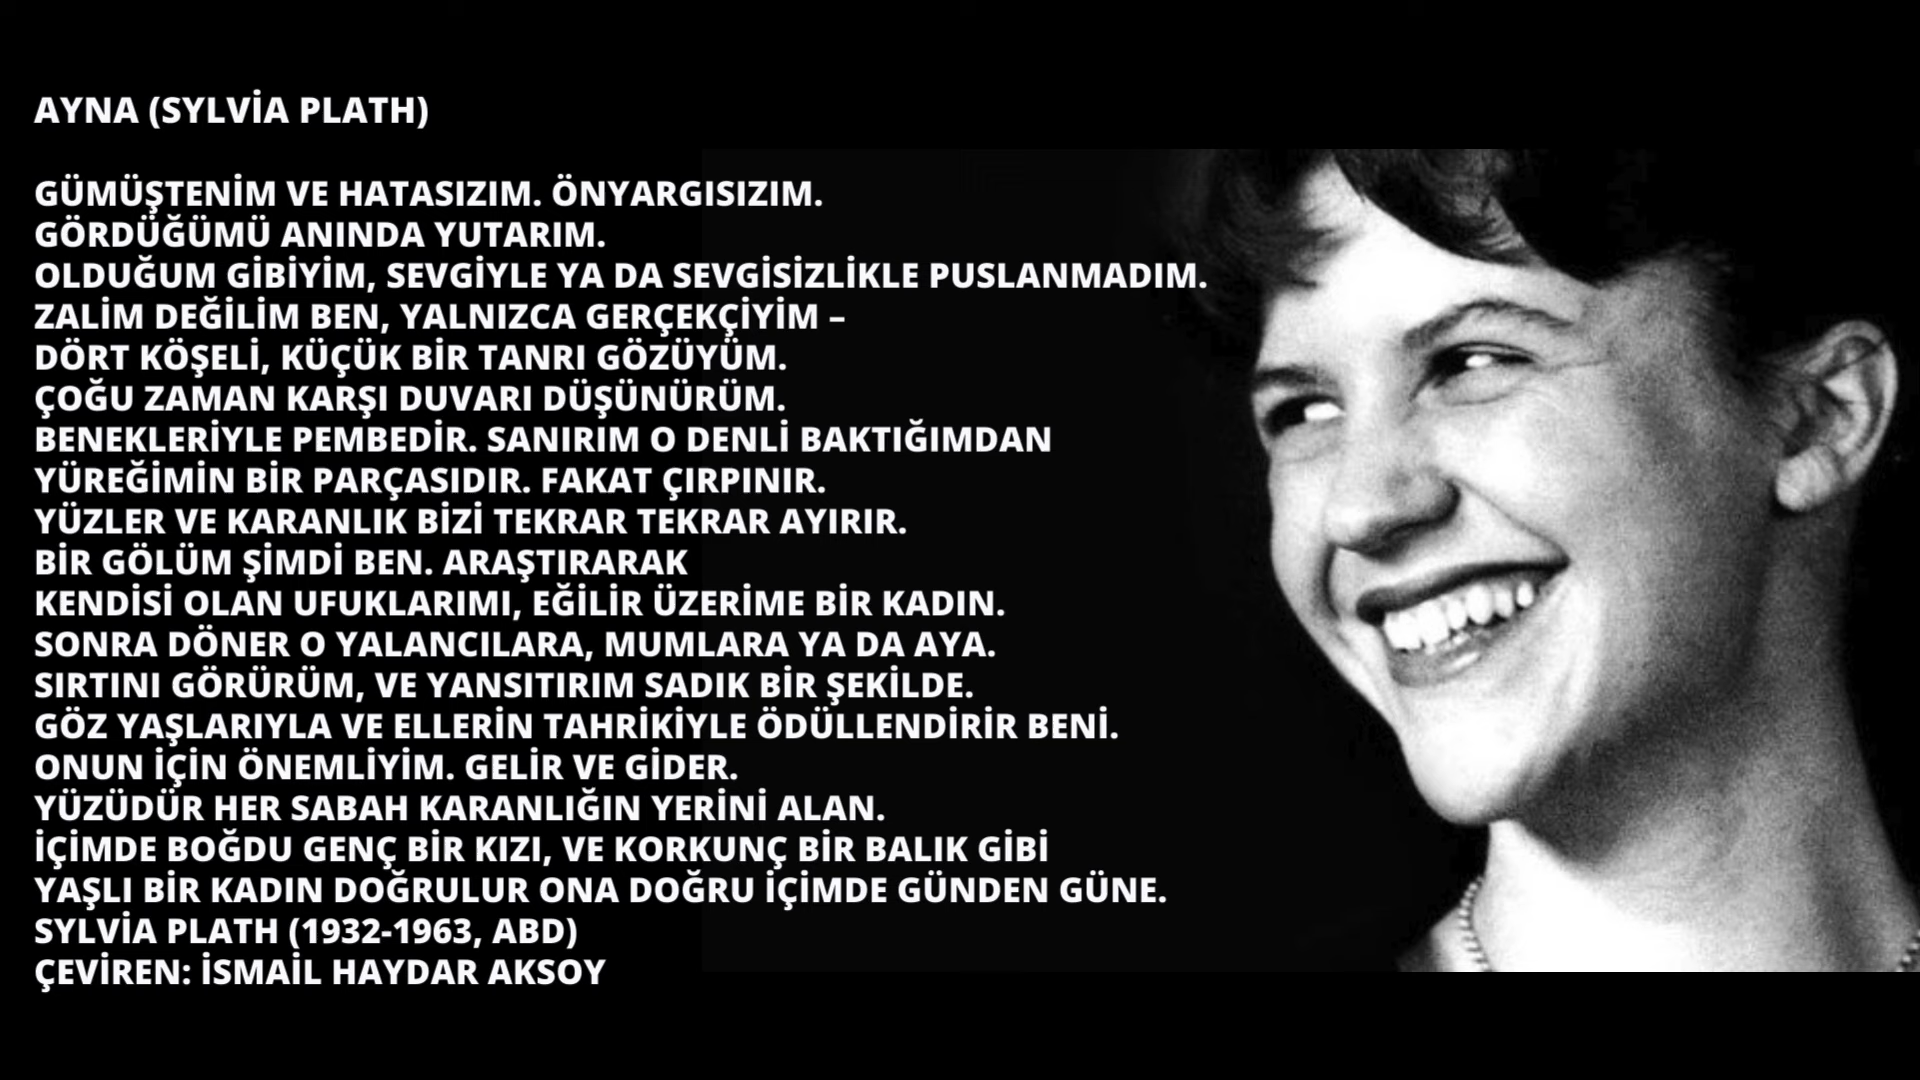 AYNA (SYLVİA PLATH)
GÜMÜŞTENİM VE HATASIZIM. ÖNYARGISIZIM.
GÖRDÜĞÜMÜ ANINDA YUTARIM.
OLDUĞUM GİBİYİM, SEVGİYLE YA DA SEVGİSİZLİKLE PUSLANMADIM.
ZALİM DEĞİLİM BEN, YALNIZCA GERÇEKÇİYİM –
DÖRT KÖŞELİ, KÜÇÜK BİR TANRI GÖZÜYÜM.
ÇOĞU ZAMAN KARŞI DUVARI DÜŞÜNÜRÜM.
BENEKLERİYLE PEMBEDİR. SANIRIM O DENLİ BAKTIĞIMDAN
YÜREĞİMİN BİR PARÇASIDIR. FAKAT ÇIRPINIR.
YÜZLER VE KARANLIK BİZİ TEKRAR TEKRAR AYIRIR.
BİR GÖLÜM ŞİMDİ BEN. ARAŞTIRARAK
KENDİSİ OLAN UFUKLARIMI, EĞİLİR ÜZERİME BİR KADIN.
SONRA DÖNER O YALANCILARA, MUMLARA YA DA AYA.
SIRTINI GÖRÜRÜM, VE YANSITIRIM SADIK BİR ŞEKİLDE.
GÖZ YAŞLARIYLA VE ELLERİN TAHRİKİYLE ÖDÜLLENDİRİR BENİ.
ONUN İÇİN ÖNEMLİYİM. GELİR VE GİDER.
YÜZÜDÜR HER SABAH KARANLIĞIN YERİNİ ALAN.
İÇİMDE BOĞDU GENÇ BİR KIZI, VE KORKUNÇ BİR BALIK GİBİ
YAŞLI BİR KADIN DOĞRULUR ONA DOĞRU İÇİMDE GÜNDEN GÜNE.
SYLVİA PLATH (1932-1963, ABD)
ÇEVİREN: İSMAİL HAYDAR AKSOY